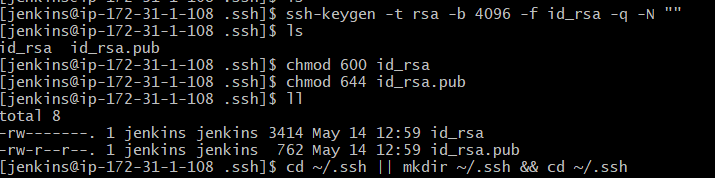 [jenkins@ip-172-31-1-108 .ssh]$ ssh-keygen -t rsa -b 4096 -f id_rsa -q -N ""
[jenkins@ip-172-31-1-108 .ssh]$ ls
id_rsa  id_rsa.pub
[jenkins@ip-172-31-1-108 .ssh]$ chmod 600 id_rsa
[jenkins@ip-172-31-1-108 .ssh]$ chmod 644 id_rsa.pub
[jenkins@ip-172-31-1-108 .ssh]$ ll
total 8
-rw-------. 1 jenkins jenkins 3414 May 14 12:59 id_rsa
-rw-r--r--. 1 jenkins jenkins  762 May 14 12:59 id_rsa.pub
[jenkins@ip-172-31-1-108 .ssh]$ cd ~/.ssh || mkdir ~/.ssh && cd ~/.ssh